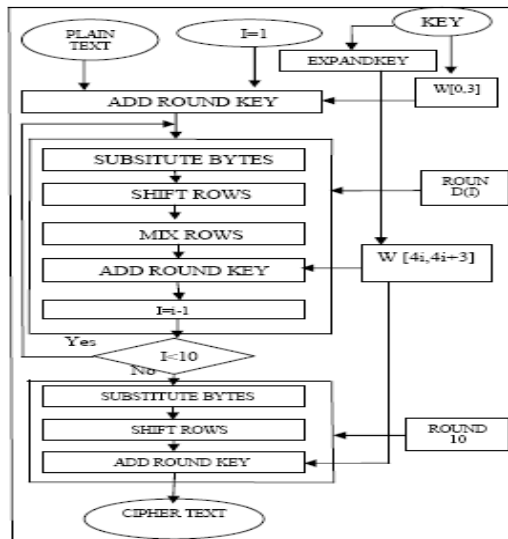 PLAIN
TEXT
I=1
KEY
EXPANDKEY
ADD ROUND KEY
W[0,3]
SUBSITUTE BYTES
SHIFT ROWS
ROUN
D(I)
MIX ROWS
ADD ROUND KEY
W [4i,4i+3]
I=i-1
Yes
I<10
No
SUBSTITUTE BYTES
SHIFT ROWS
ROUND
10
ADD ROUND KEY
CIPHER TEXT